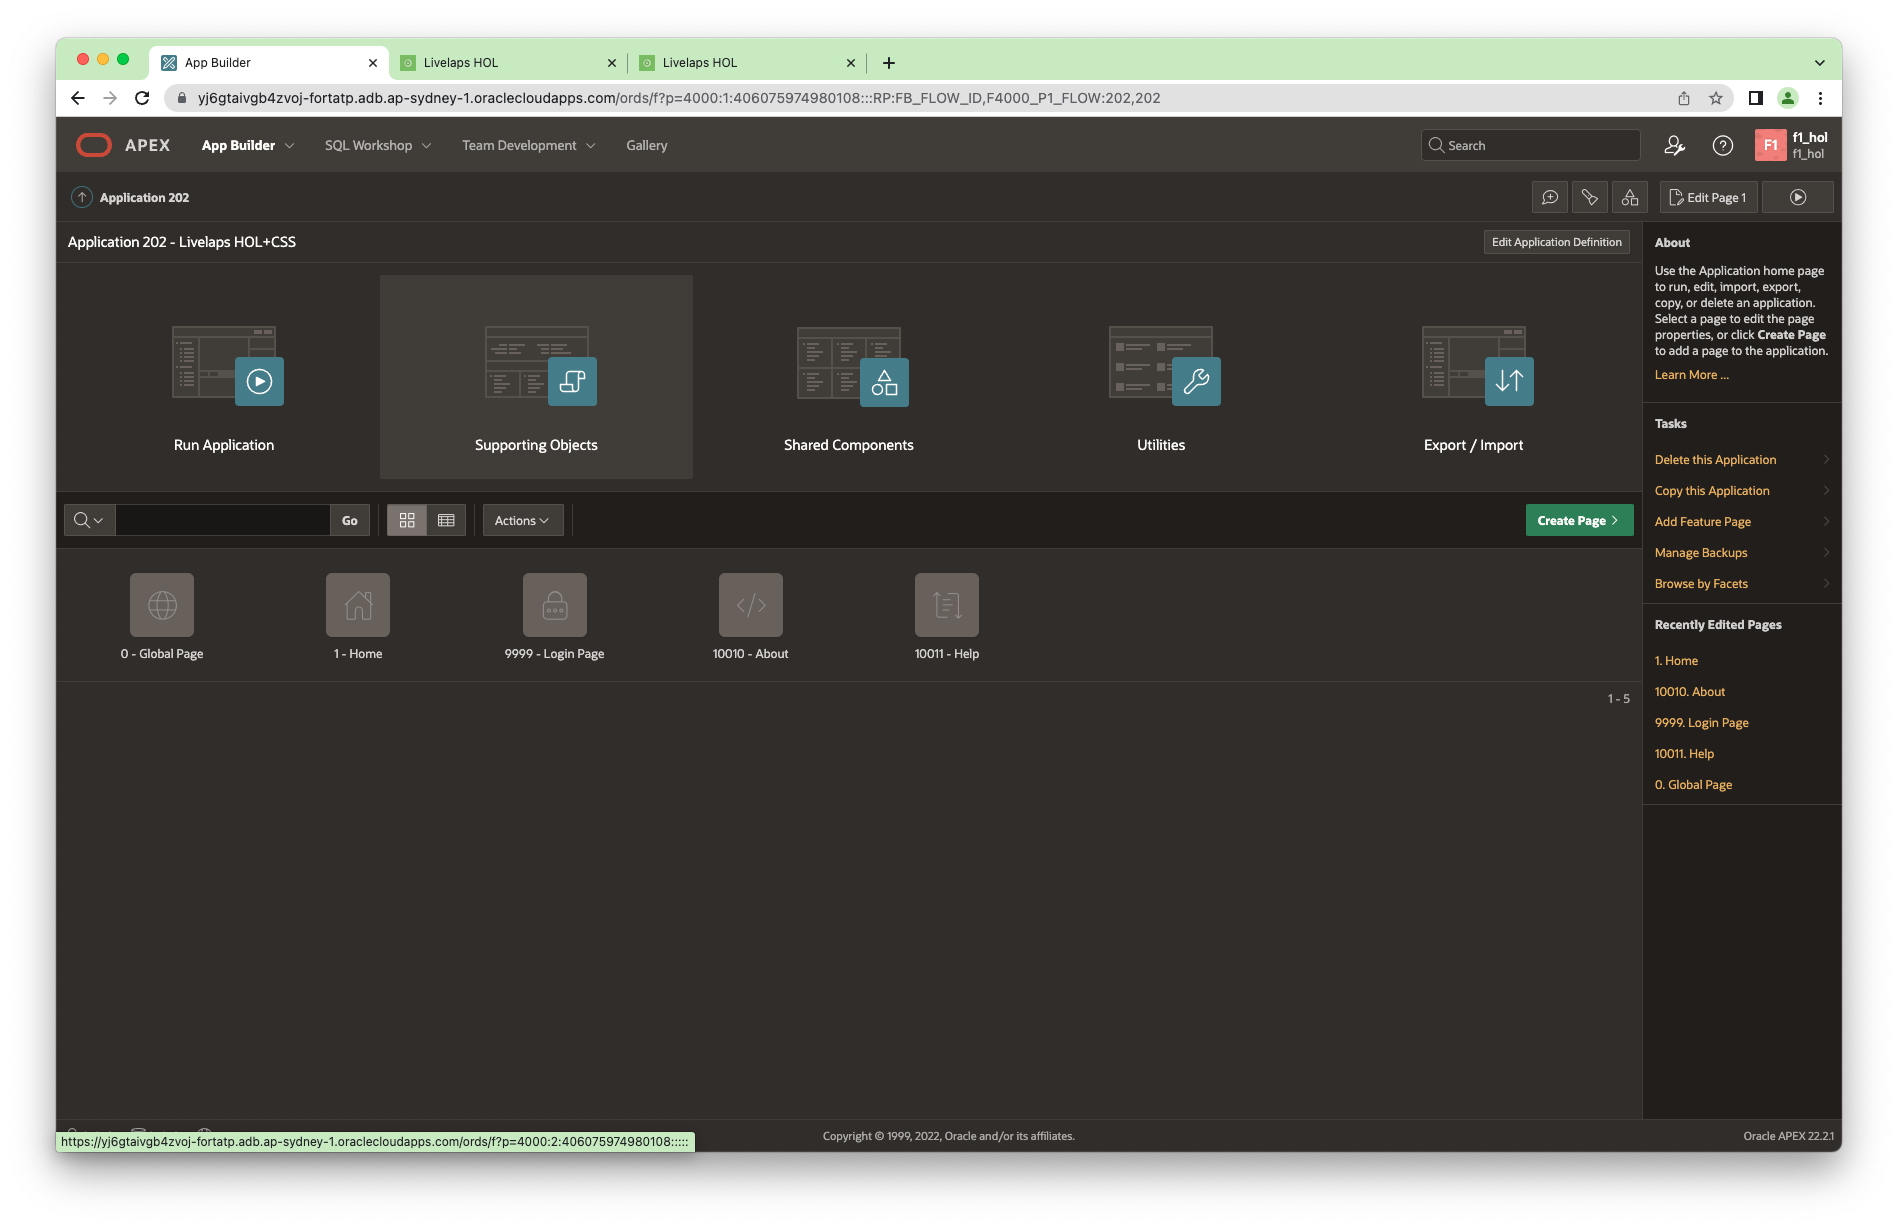 App Builder
Livelaps HOL
Livelaps HOL
yj6gtaivgb4zvoj-fortatp.adb.ap-sydney-1.oraclecloudapps.com/ords/f?p=4000:1:406075974980108:::RP:FB_FLOW_ID,F4000_P1_FLOW:202,202
APEX
App Builder
SQL Workshop
Team Development
Gallery
Search
F1
f1_hol
f1_hol
Application 202
Edit Page 1
Application 202 - Livelaps HOL+CSS
Edit Application Definition
Run Application
Supporting Objects
Shared Components
Utilities
Export / Import
Go
Actions
Create Page
0 - Global Page
1 - Home
9999 - Login Page
10010 - About
10011 - Help
1 - 5
About
Use the Application home page
to run, edit, import, export,
copy, or delete an application.
Select a page to edit the page
properties, or click Create Page
to add a page to the application.
Learn More ...
Tasks
Delete this Application
Copy this Application
Add Feature Page
Manage Backups
Browse by Facets
Recently Edited Pages
1. Home
10010. About
9999. Login Page
10011. Help
0. Global Page
https://yj6gtaivgb4zvoj-fortatp.adb.ap-sydney-1.oraclecloudapps.com/ords/f?p=4000:2:406075974980108:::::
Copyright © 1999, 2022, Oracle and/or its affiliates.
Oracle APEX 22.2.1